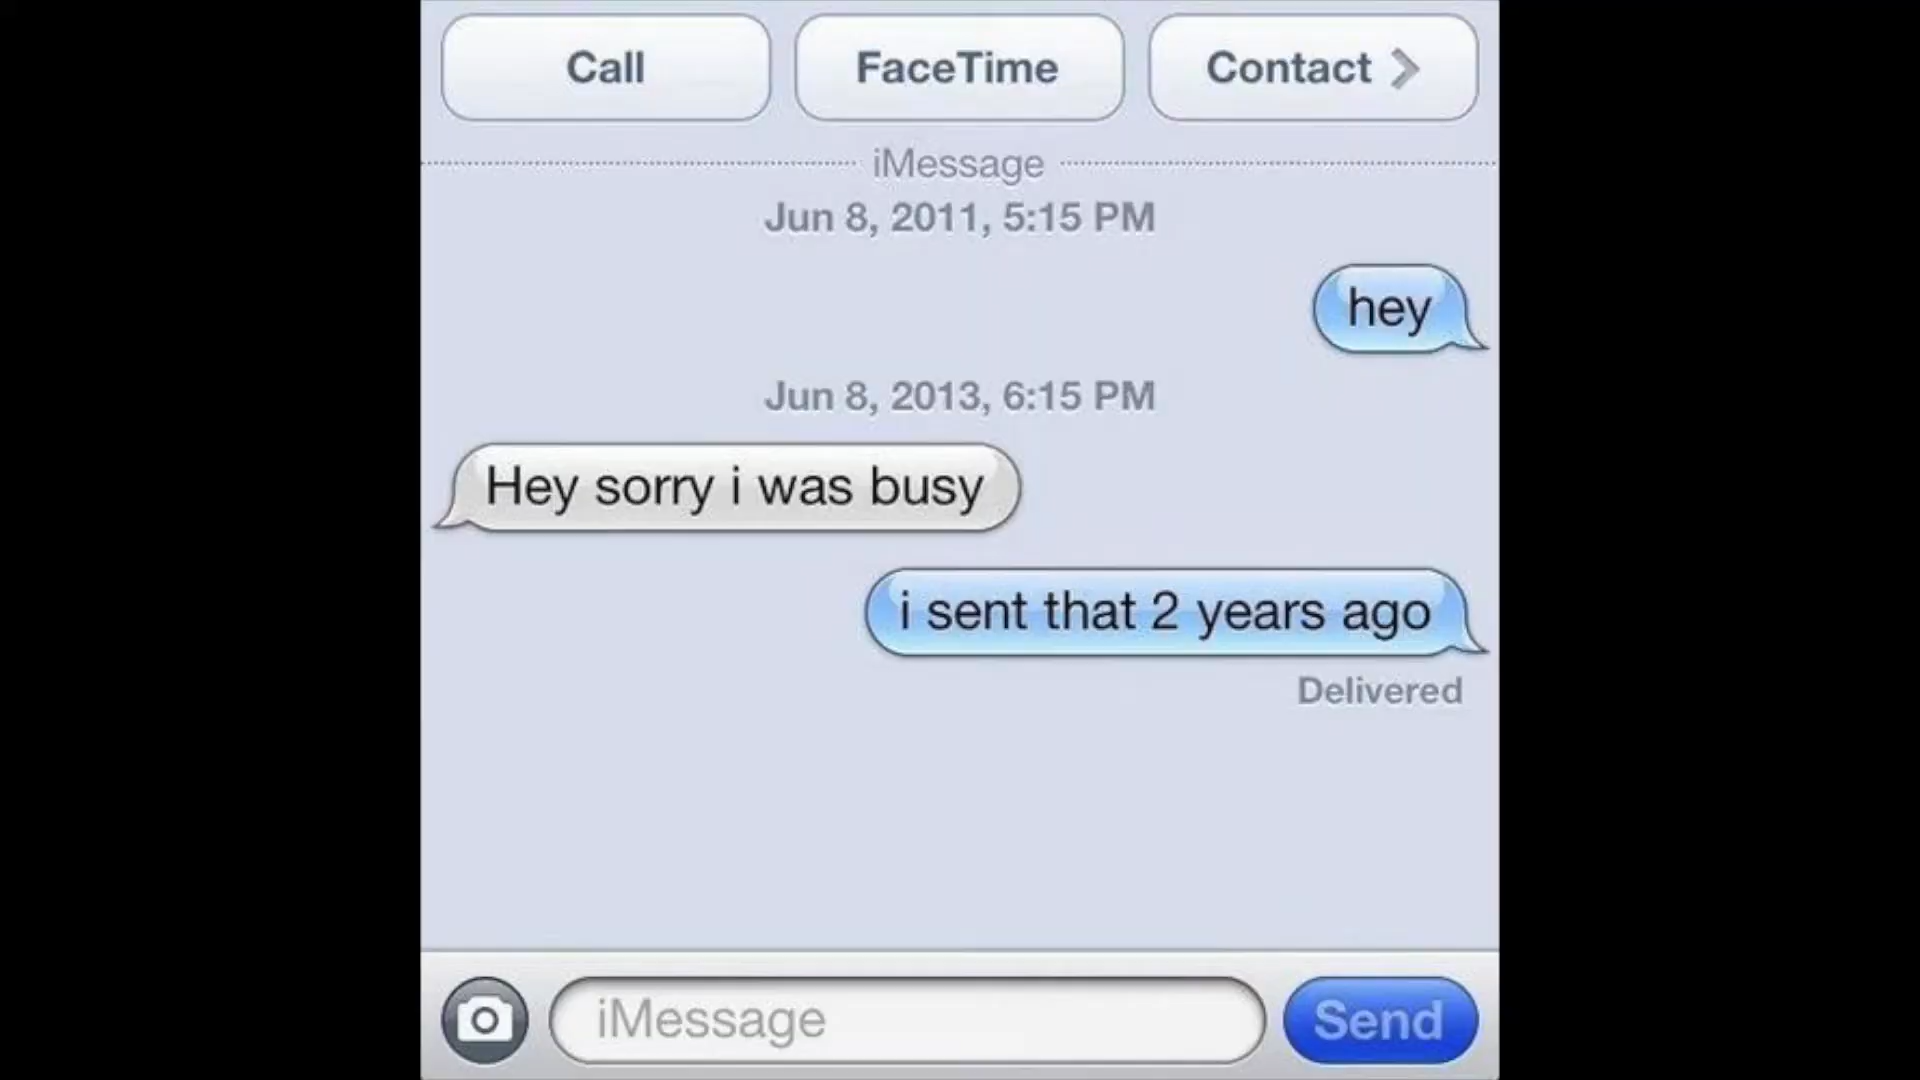 Call FaceTime Contact
iMessage
Jun 8, 2011, 5:15 PM
hey
Jun 8, 2013, 6:15 PM
Hey sorry i was busy
i sent that 2 years ago
Delivered
iMessage Send